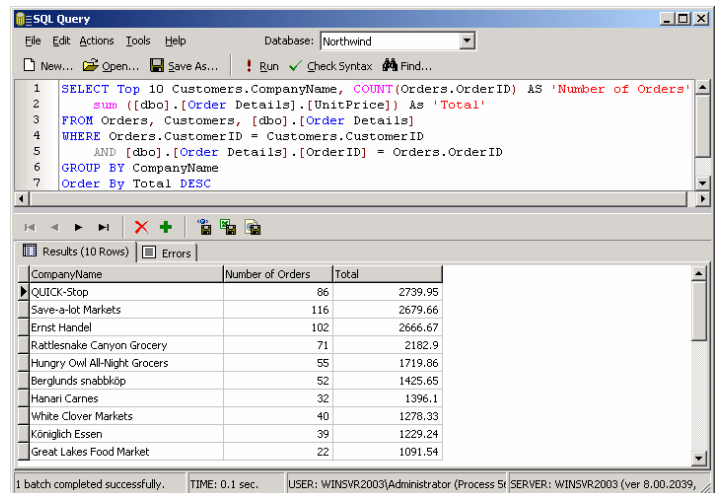 SQL Query
File Edit Actions Tools Help Database: Northwind
New... Open... Save As... ! Run Check Syntax Find...
1 SELECT Top 10 Customers.CompanyName, COUNT(Orders.OrderID) AS 'Number of Orders'
2 sum ([dbo].[Order Details].[UnitPrice]) As 'Total'
3 FROM Orders, Customers, [dbo].[Order Details]
4 WHERE Orders.CustomerID = Customers.CustomerID
5 AND [dbo].[Order Details].[OrderID] = Orders.OrderID
6 GROUP BY CompanyName
7 Order By Total DESC
Results (10 Rows) Errors
CompanyName Number of Orders Total
QUICK-Stop 86 2739.95
Save-a-lot Markets 116 2679.66
Ernst Handel 102 2666.67
Rattlesnake Canyon Grocery 71 2182.9
Hungry Owl All-Night Grocers 55 1719.86
Berglunds snabbköp 52 1425.65
Hanari Carnes 32 1396.1
White Clover Markets 40 1278.33
Königlich Essen 39 1229.24
Great Lakes Food Market 22 1091.54
1 batch completed successfully. TIME: 0.1 sec. USER: WINSVR2003\Administrator (Process 56 SERVER: WINSVR2003 (ver 8.00.2039,